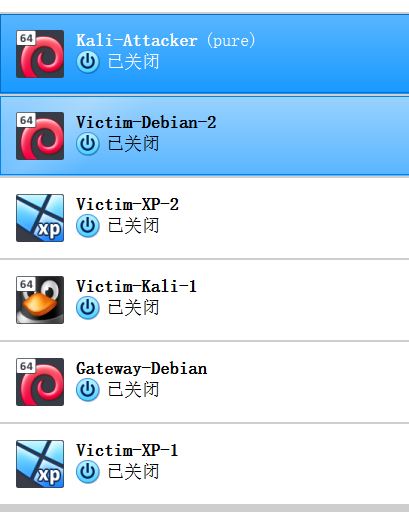 64
Kali-Attacker (pure)
已关闭
64
Victim-Debian-2
已关闭
xp
Victim-XP-2
已关闭
64
Victim-Kali-1
已关闭
64
Gateway-Debian
已关闭
xp
Victim-XP-1
已关闭